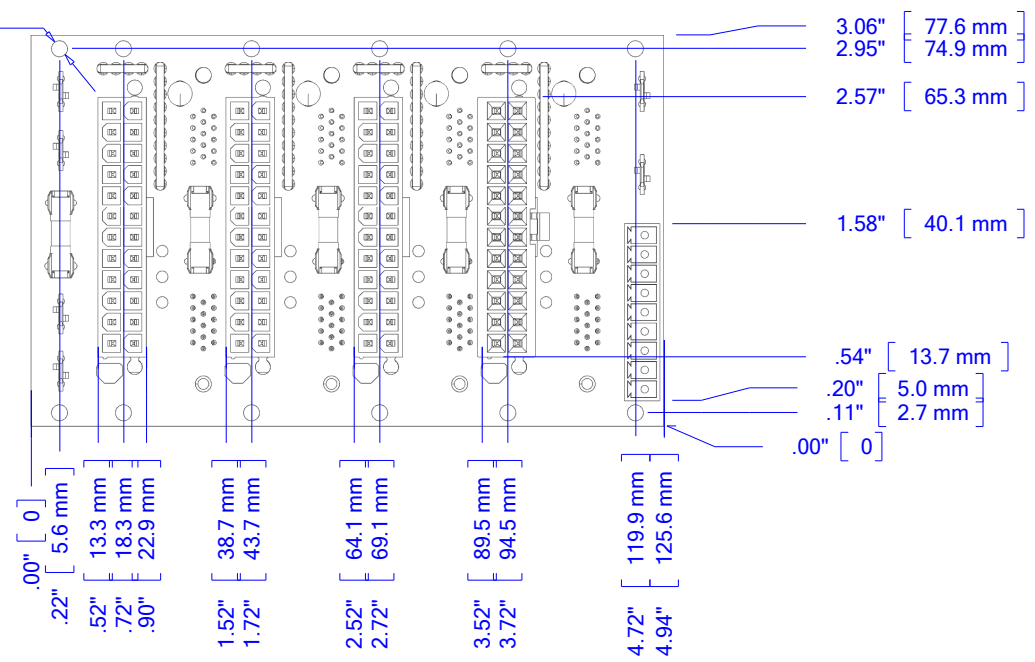 3.06" [ 77.6 mm ]
2.95" [ 74.9 mm ]
2.57" [ 65.3 mm ]
1.58" [ 40.1 mm ]
.54" [ 13.7 mm ]
.20" [ 5.0 mm ]
.11" [ 2.7 mm ]
.00" [ 0 ]
.00" [ 0 ]
.22" [ 5.6 mm ]
.52" [ 13.3 mm ]
.72" [ 18.3 mm ]
.90" [ 22.9 mm ]
1.52" [ 38.7 mm ]
1.72" [ 43.7 mm ]
2.52" [ 64.1 mm ]
2.72" [ 69.1 mm ]
3.52" [ 89.5 mm ]
3.72" [ 94.5 mm ]
4.72" [ 119.9 mm ]
4.94" [ 125.6 mm ]